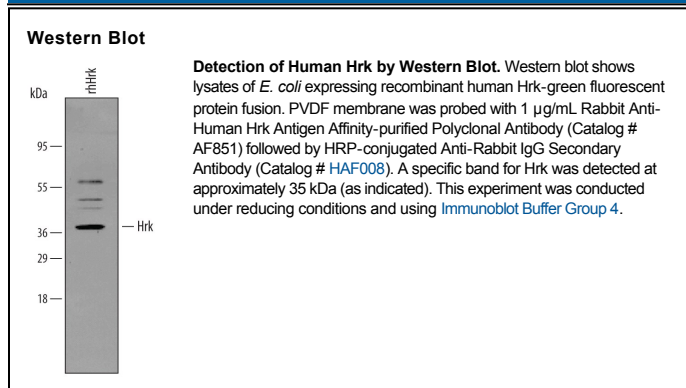 Western Blot
Detection of Human Hrk by Western Blot. Western blot shows
lysates of E. coli expressing recombinant human Hrk-green fluorescent
protein fusion. PVDF membrane was probed with 1 µg/mL Rabbit Anti-
Human Hrk Antigen Affinity-purified Polyclonal Antibody (Catalog #
AF851) followed by HRP-conjugated Anti-Rabbit IgG Secondary
Antibody (Catalog # HAF008). A specific band for Hrk was detected at
approximately 35 kDa (as indicated). This experiment was conducted
under reducing conditions and using Immunoblot Buffer Group 4.
kDa
rhHrk
95
55
36
Hrk
29
18